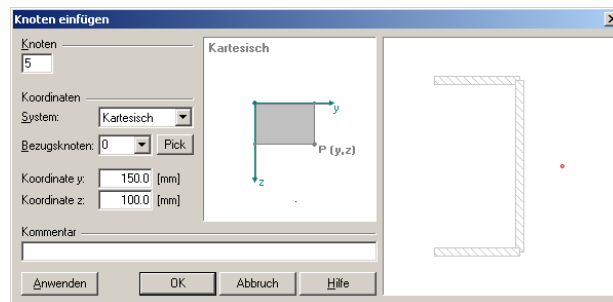 Knoten einfügen
Knoten
5
Koordinaten
System: Kartesisch
Bezugsknoten: 0 Pick
Koordinate y: 150.0 [mm]
Koordinate z: 100.0 [mm]
Kartesisch
y
P (y,z)
z
Kommentar
Anwenden OK Abbruch Hilfe